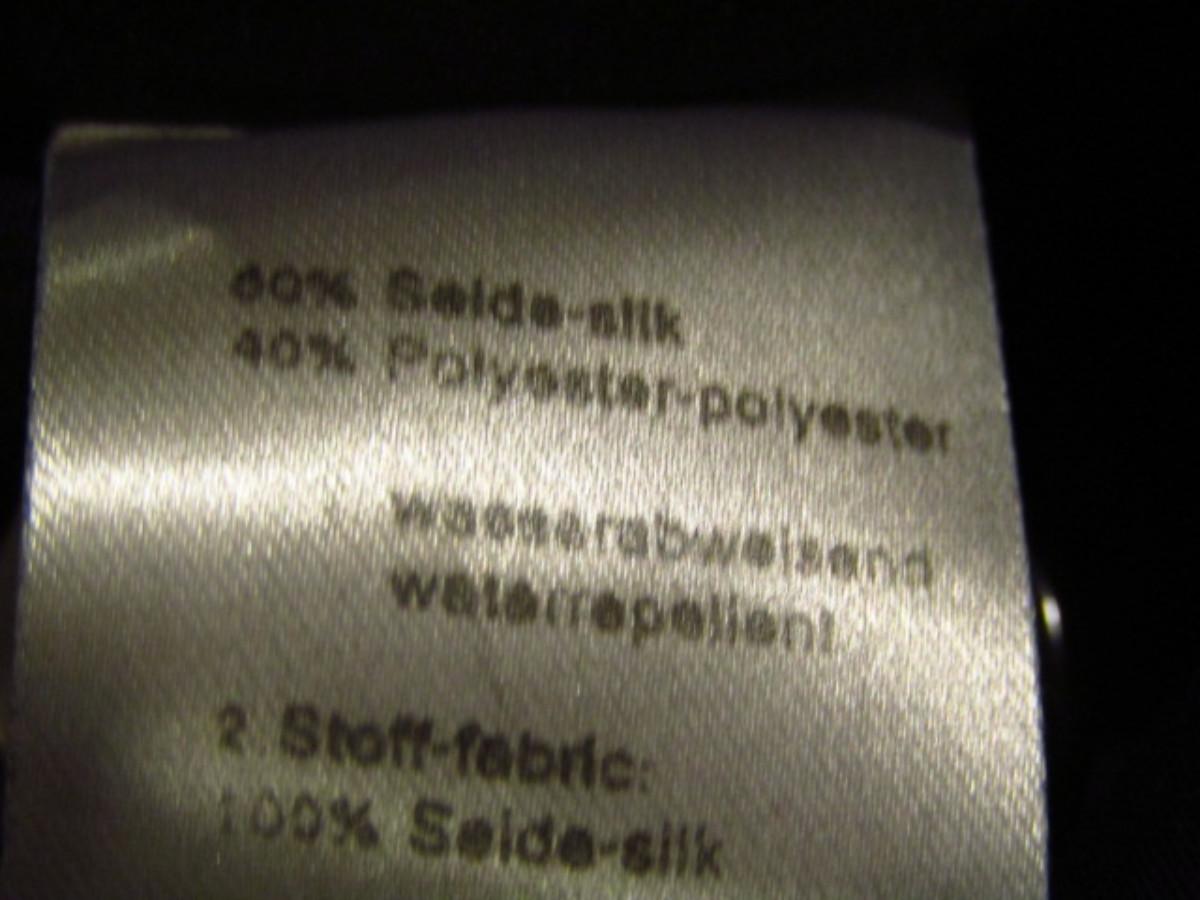 60% Seide-silk
40% Polyester-polyester
wasserabweisend
waterrepellent
2. Stoff-fabric:
100% Seide-silk